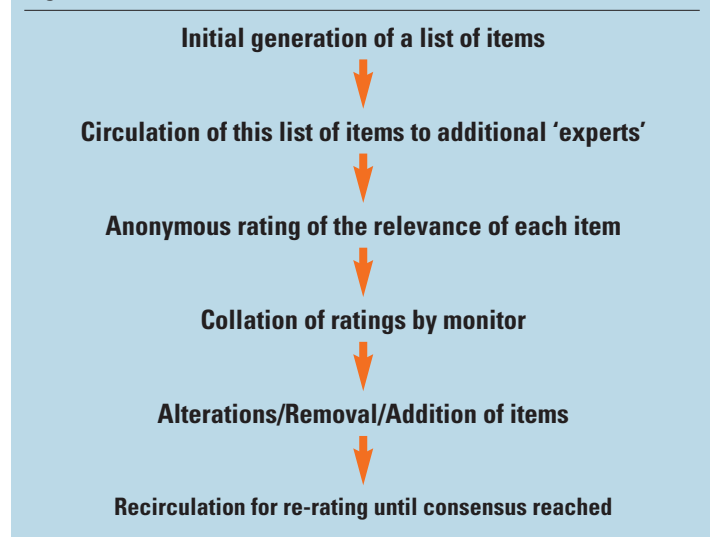 Initial generation of a list of items
Circulation of this list of items to additional ‘experts’
Anonymous rating of the relevance of each item
Collation of ratings by monitor
Alterations/Removal/Addition of items
Recirculation for re-rating until consensus reached